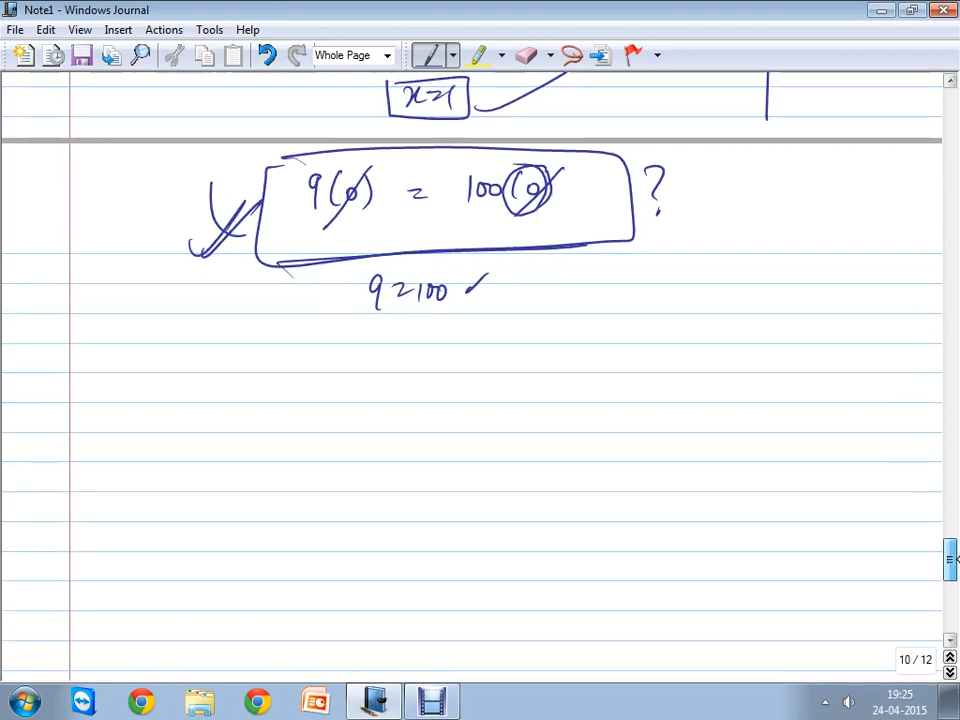 Note1 - Windows Journal
File Edit View Insert Actions Tools Help
Whole Page
x=1
9(0) = 100(0) ?
9=100 ✓
10 / 12
19:25
24-04-2015